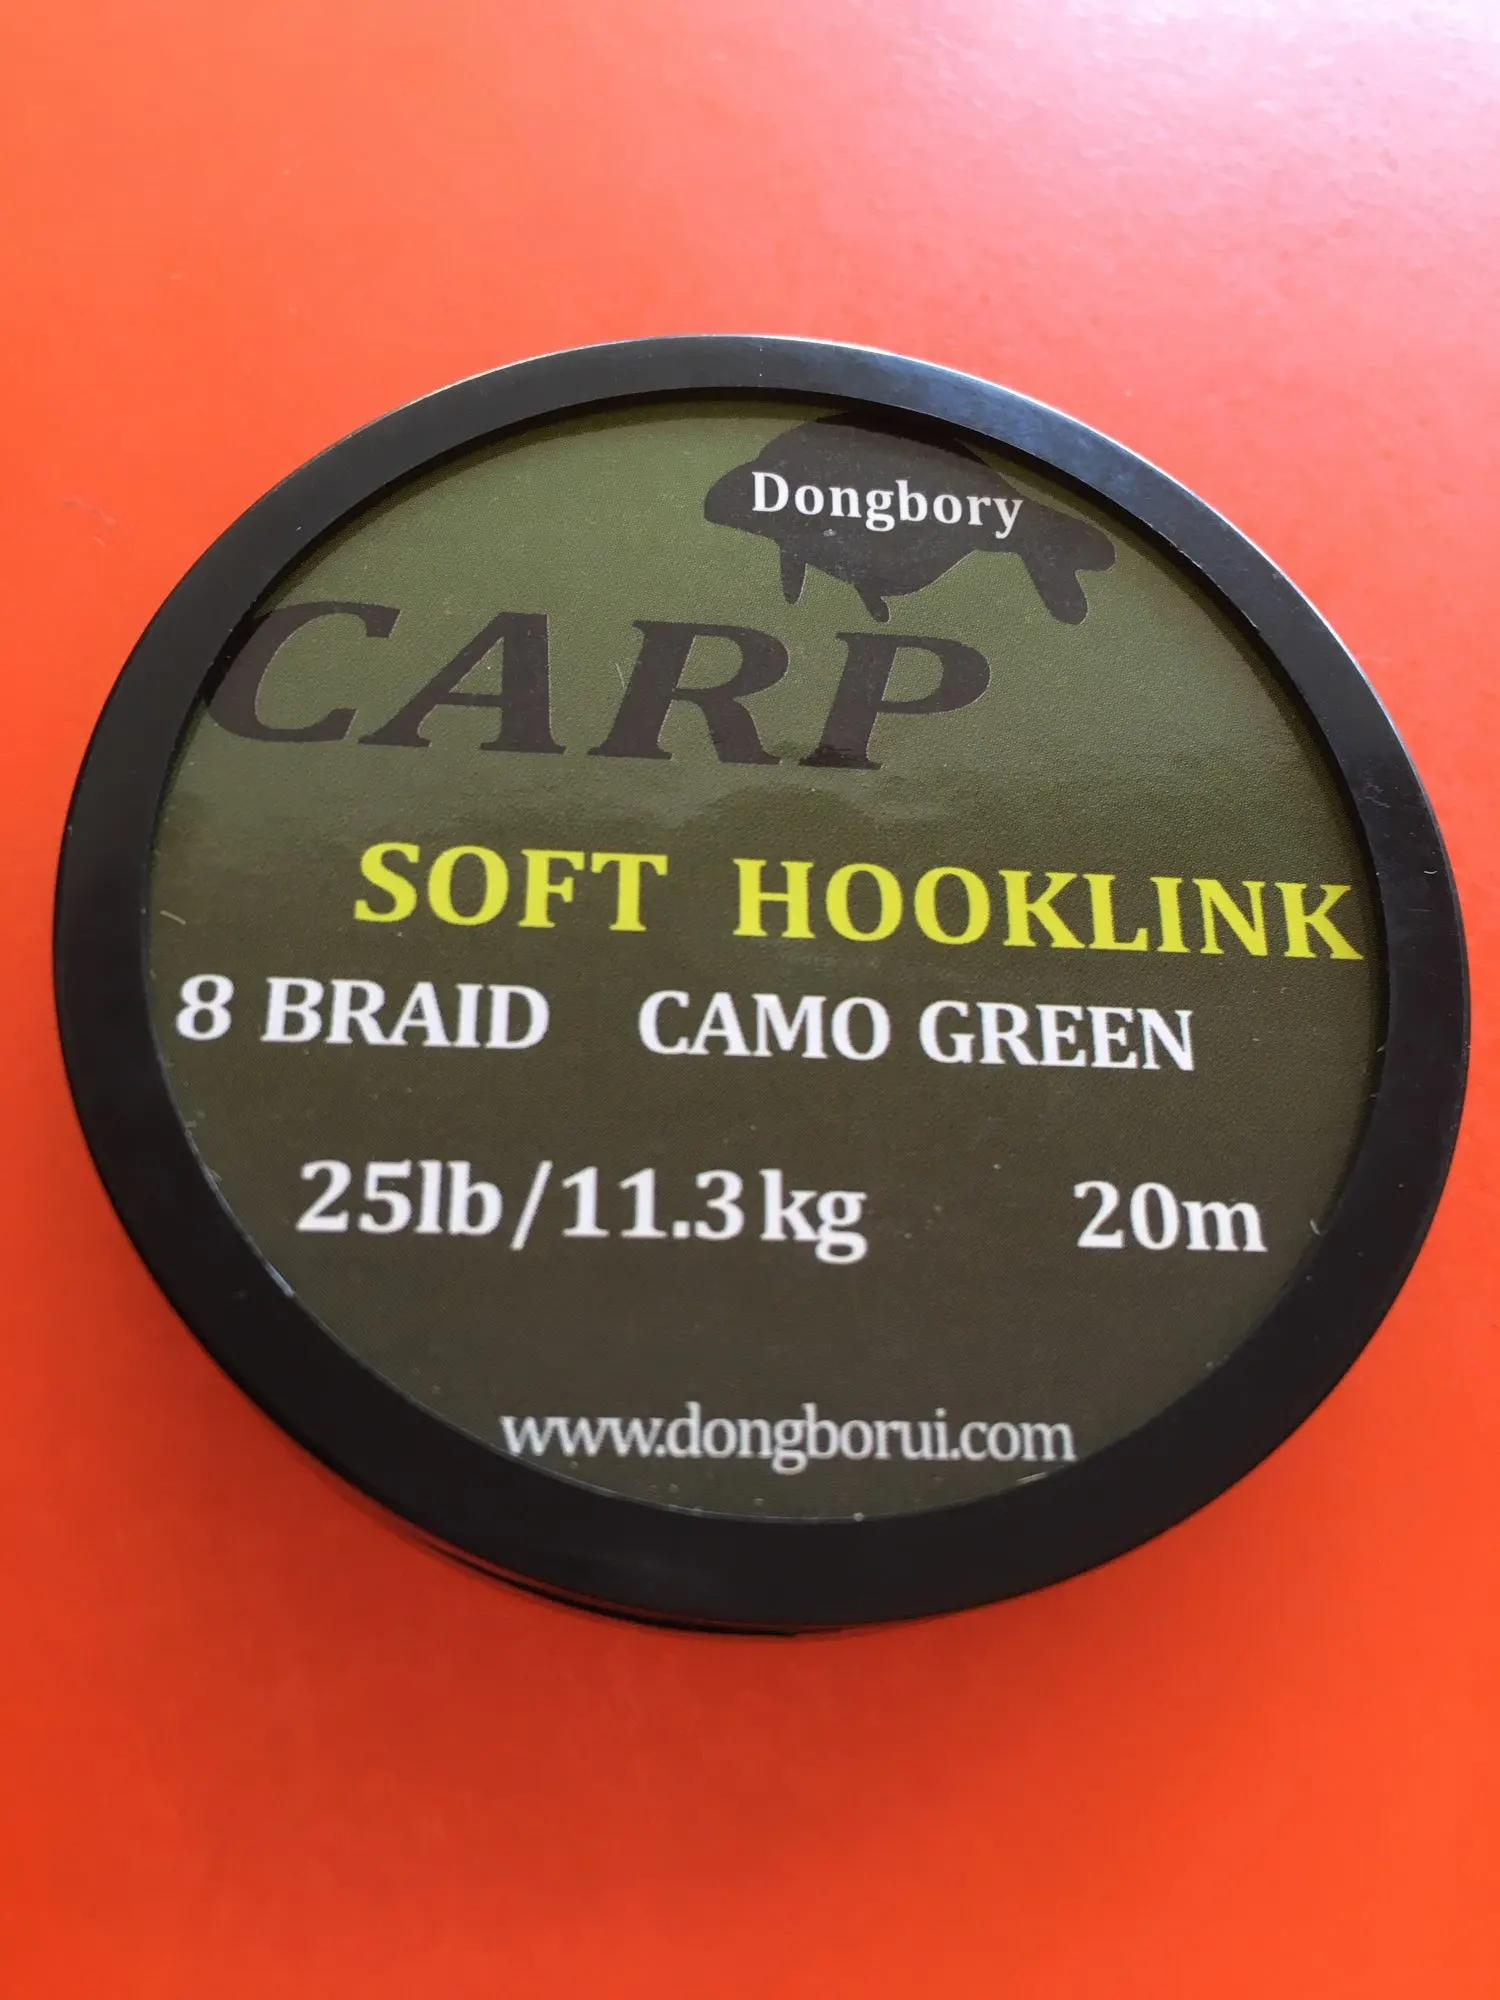 Dongbory
CARP
SOFT HOOKLINK
8 BRAID CAMO GREEN
25lb/11.3kg 20m
www.dongborui.com